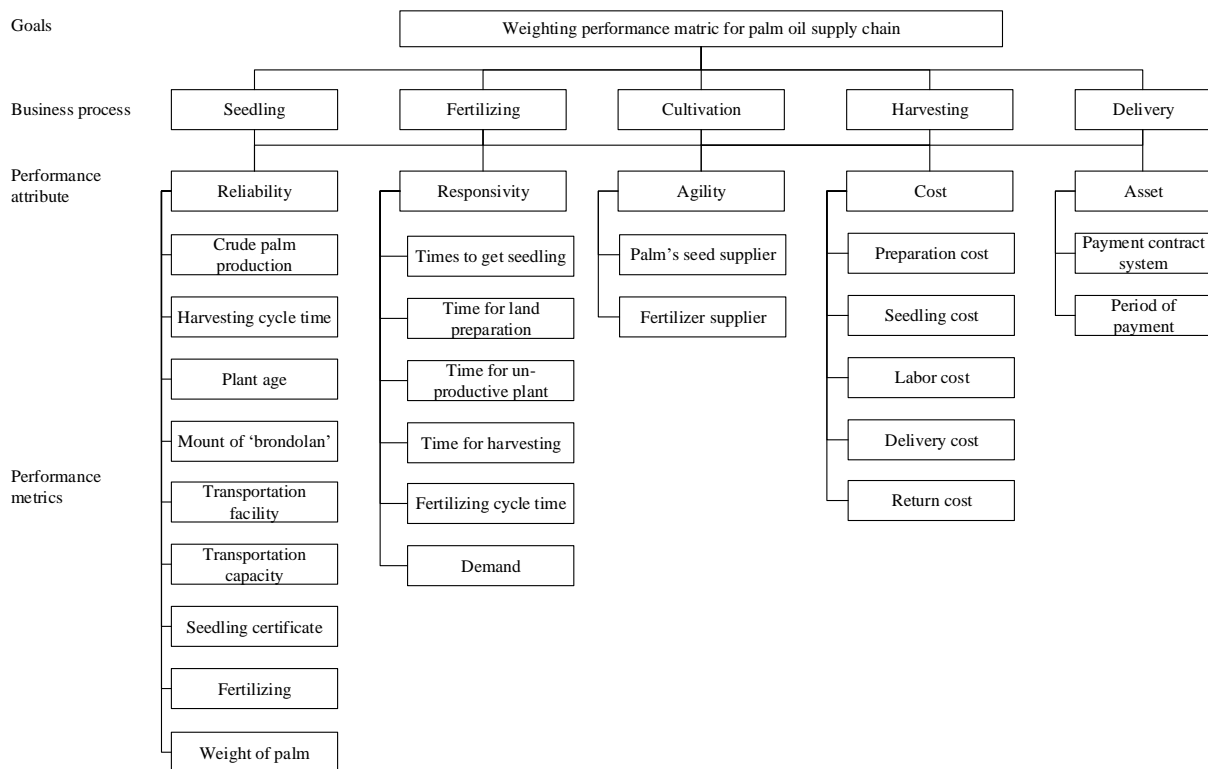 Goals
Weighting performance matric for palm oil supply chain
Business process
Seedling
Fertilizing
Cultivation
Harvesting
Delivery
Performance
attribute
Reliability
Responsivity
Agility
Cost
Asset
Performance
metrics
Crude palm
production
Harvesting cycle time
Plant age
Mount of ‘brondolan’
Transportation
facility
Transportation
capacity
Seedling certificate
Fertilizing
Weight of palm
Times to get seedling
Time for land
preparation
Time for un-
productive plant
Time for harvesting
Fertilizing cycle time
Demand
Palm’s seed supplier
Fertilizer supplier
Preparation cost
Seedling cost
Labor cost
Delivery cost
Return cost
Payment contract
system
Period of
payment